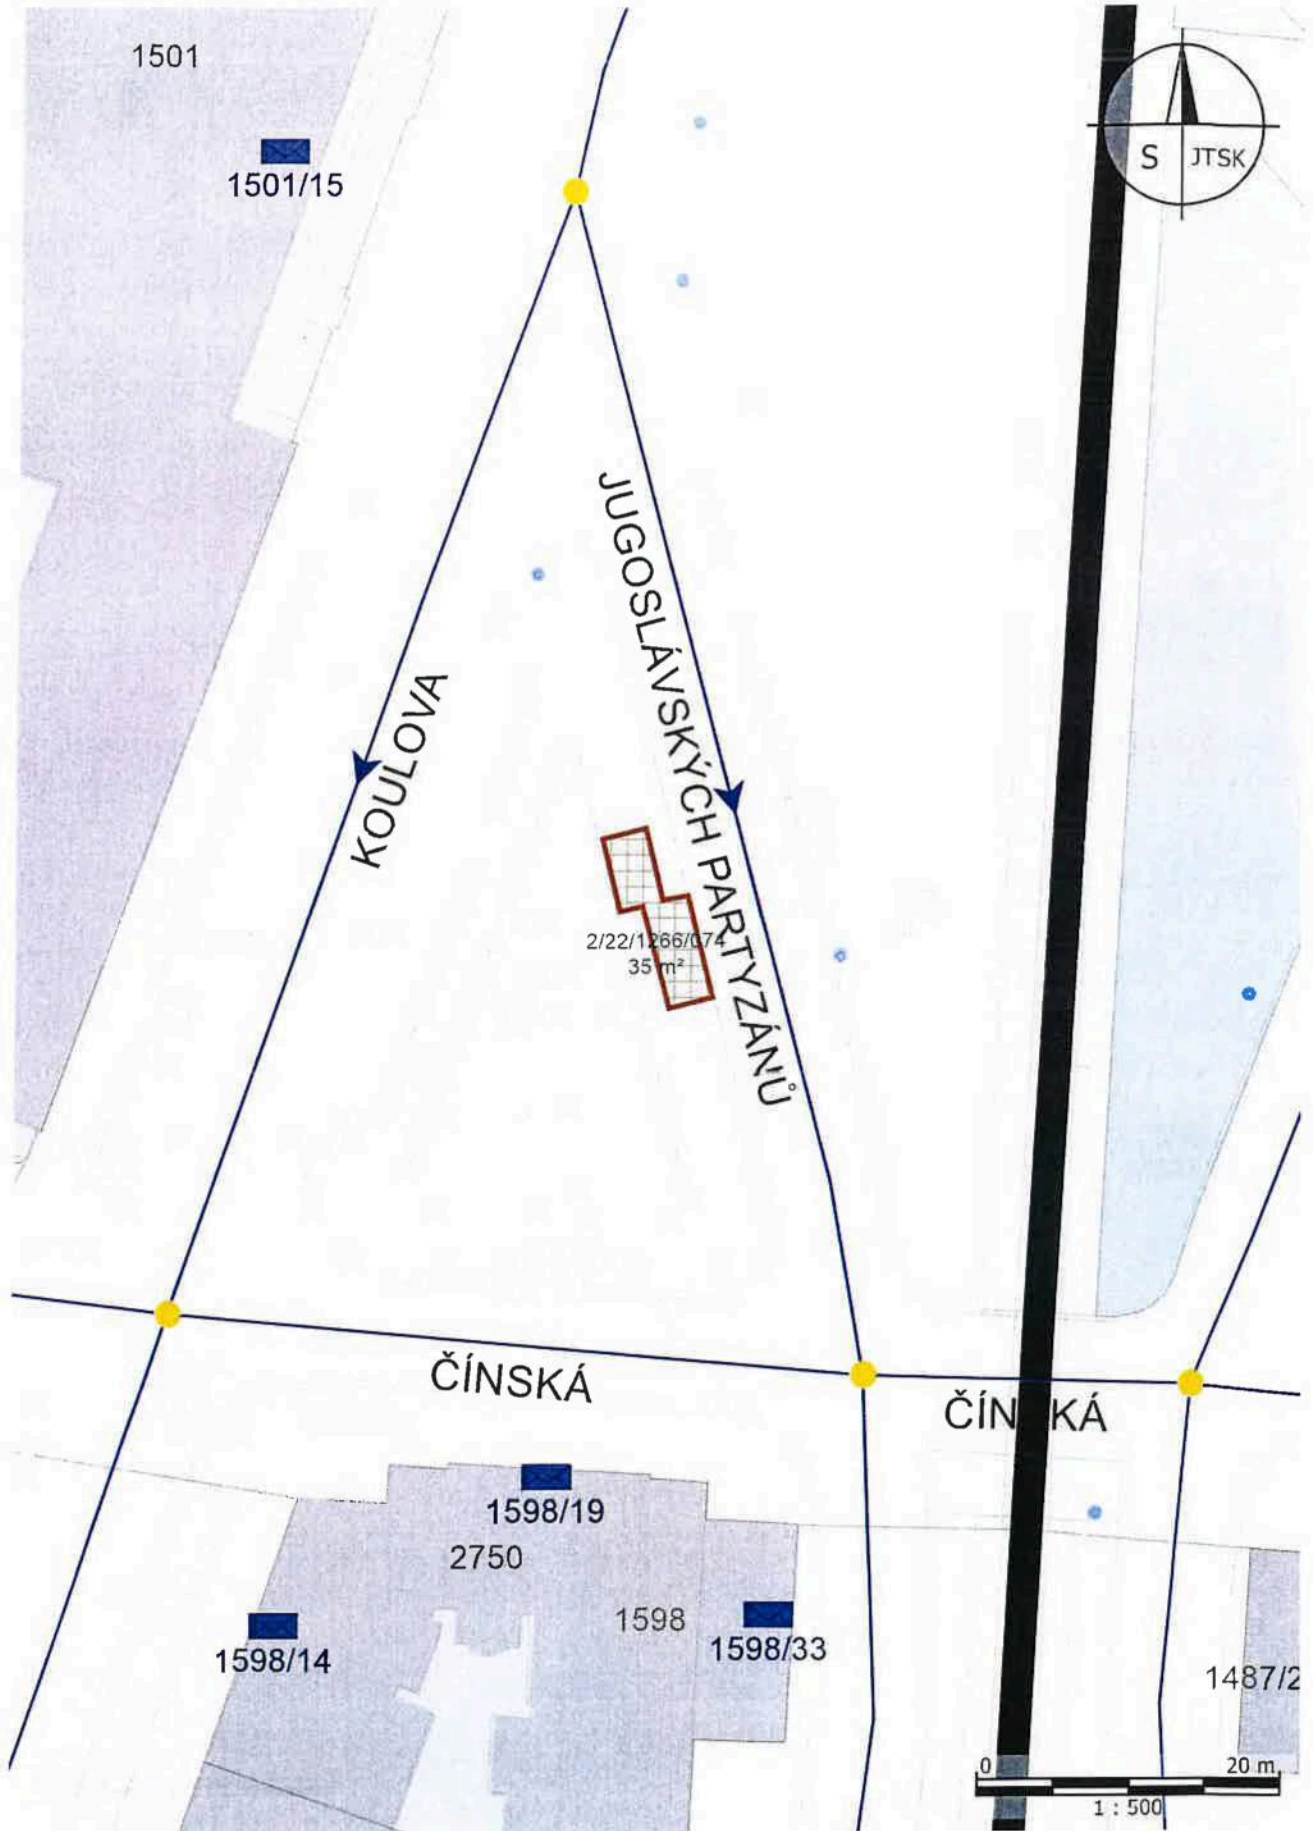 1501
1501/15
S JTSK
JUGOSLÁVSKÝCH PARTYZÁNŮ
KOULOVA
2/22/1266/074
35 m²
ČÍNSKÁ
ČÍN KÁ
1598/19
2750
1598
1598/14
1598/33
1487/2
0 20 m
1 : 500